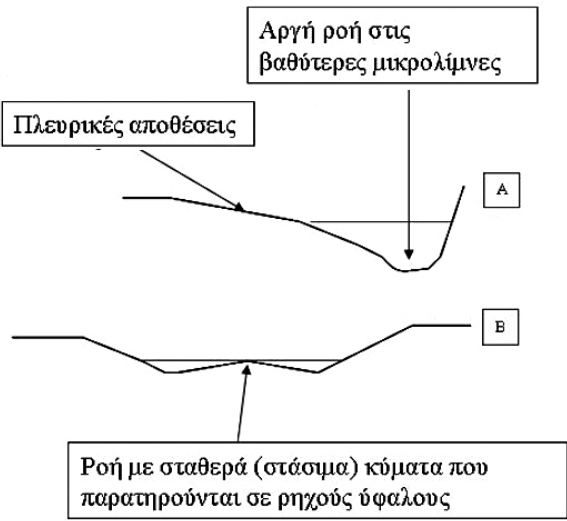 Αργή ροή στις
βαθύτερες μικρολίμνες
Πλευρικές αποθέσεις
A
B
Ροή με σταθερά (στάσιμα) κύματα που
παρατηρούνται σε ρηχούς ύφαλους